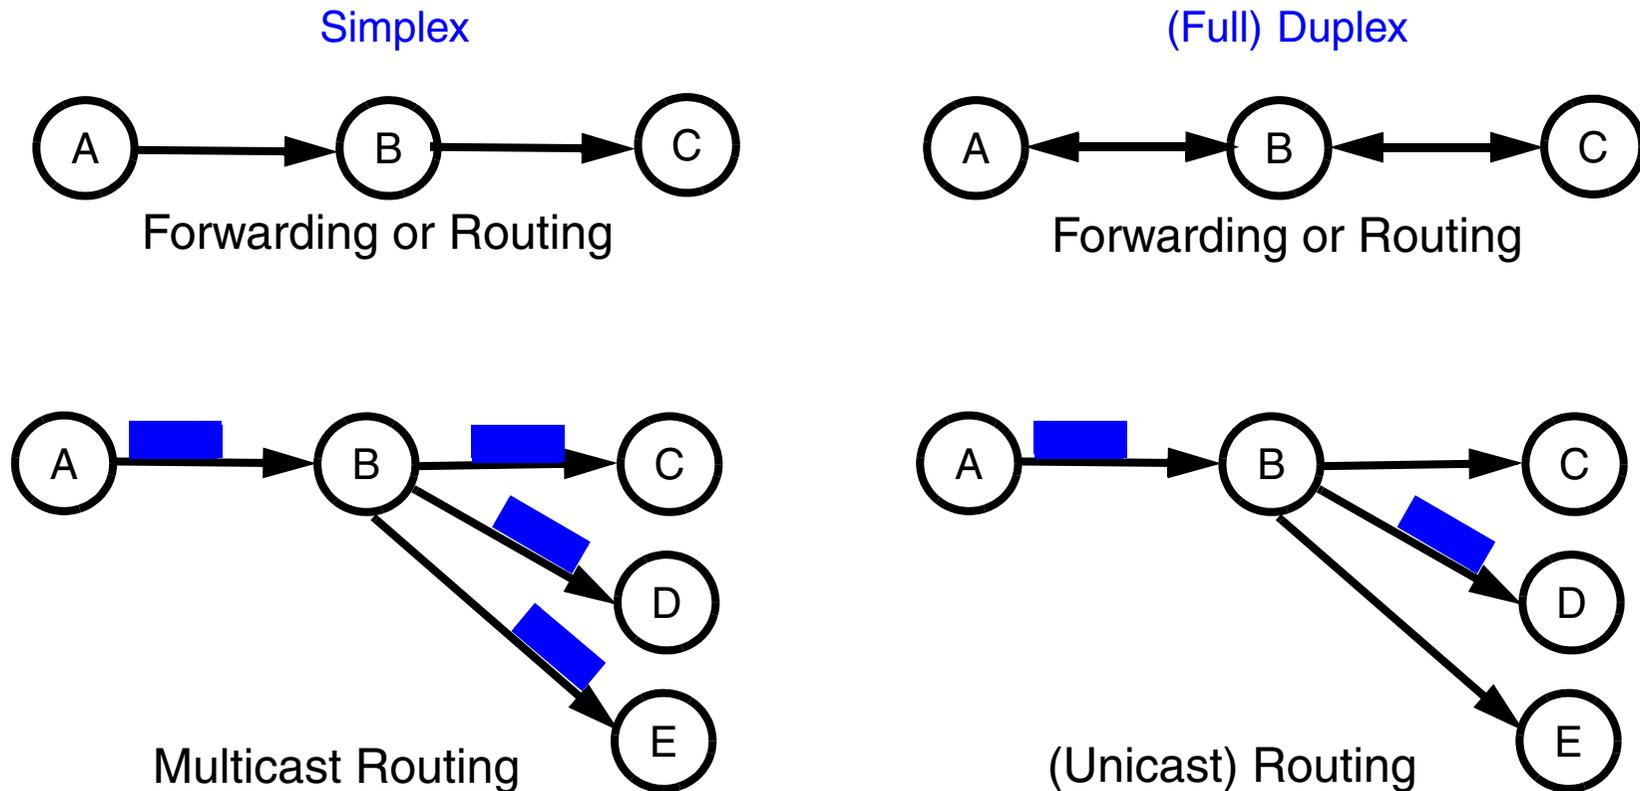 Simplex
(Full) Duplex
A
B
C
A
B
C
Forwarding or Routing
Forwarding or Routing
A
B
C
D
E
A
B
C
D
E
Multicast Routing
(Unicast) Routing